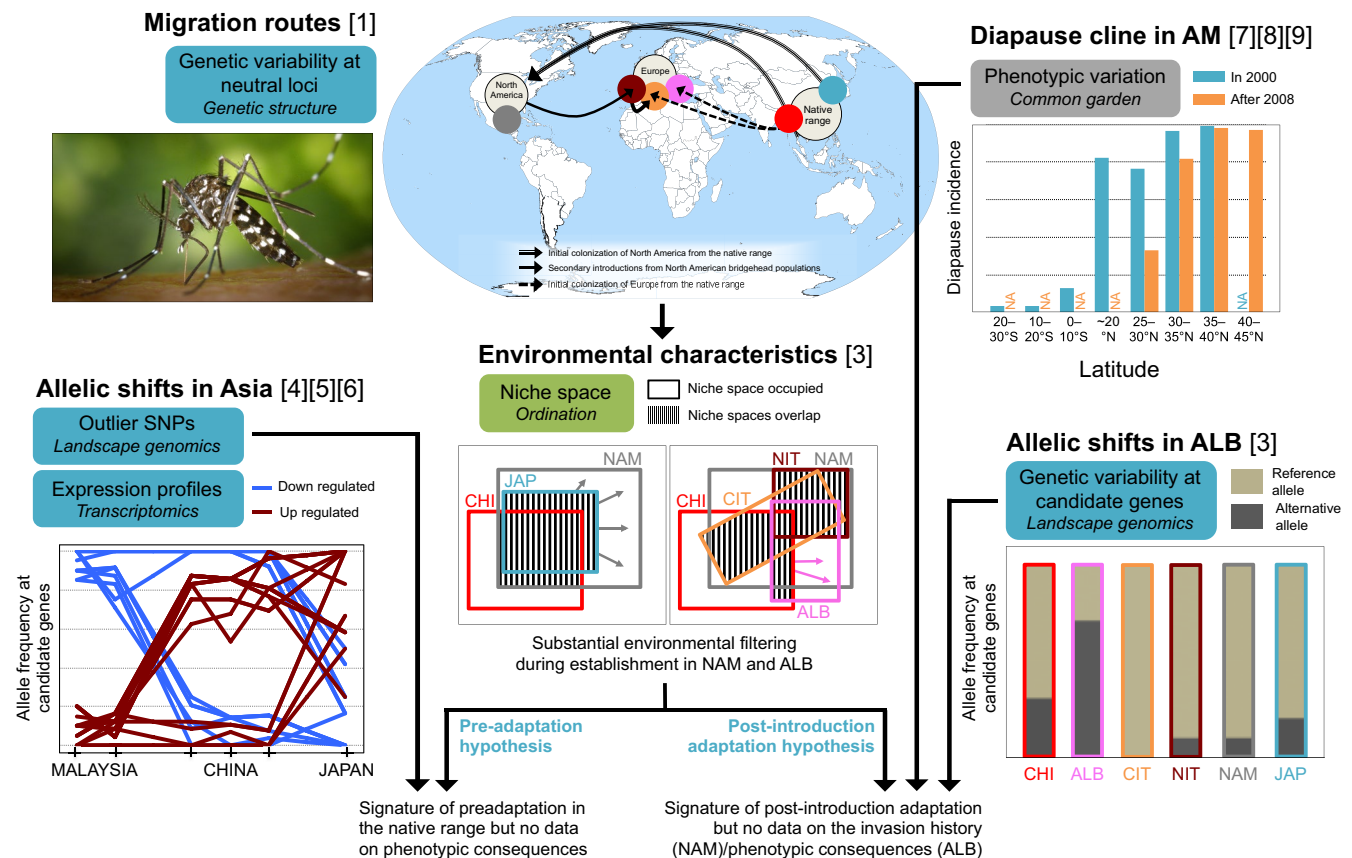 Migration routes [1]
Genetic variability at
neutral loci
Genetic structure
North
America
Europe
Native
range
Initial colonization of North America from the native range
Secondary introductions from North American bridgehead populations
Initial colonization of Europe from the native range
Diapause cline in AM [7][8][9]
Phenotypic variation
Common garden
In 2000
After 2008
Diapause incidence
NA
NA
NA
NA
NA
20–
30°S
10–
20°S
0–
10°S
~20
°N
25–
30°N
30–
35°N
35–
40°N
40–
45°N
Latitude
Environmental characteristics [3]
Niche space
Ordination
Niche space occupied
Niche spaces overlap
NAM
JAP
CHI
NIT
NAM
CHI
CIT
ALB
Substantial environmental filtering
during establishment in NAM and ALB
Allelic shifts in Asia [4][5][6]
Outlier SNPs
Landscape genomics
Expression profiles
Transcriptomics
Down regulated
Up regulated
Allele frequency at
candidate genes
MALAYSIA
CHINA
JAPAN
Allelic shifts in ALB [3]
Genetic variability at
candidate genes
Landscape genomics
Reference
allele
Alternative
allele
Allele frequency at
candidate genes
CHI
ALB
CIT
NIT
NAM
JAP
Pre-adaptation
hypothesis
Post-introduction
adaptation hypothesis
Signature of preadaptation in
the native range but no data
on phenotypic consequences
Signature of post-introduction adaptation
but no data on the invasion history
(NAM)/phenotypic consequences (ALB)